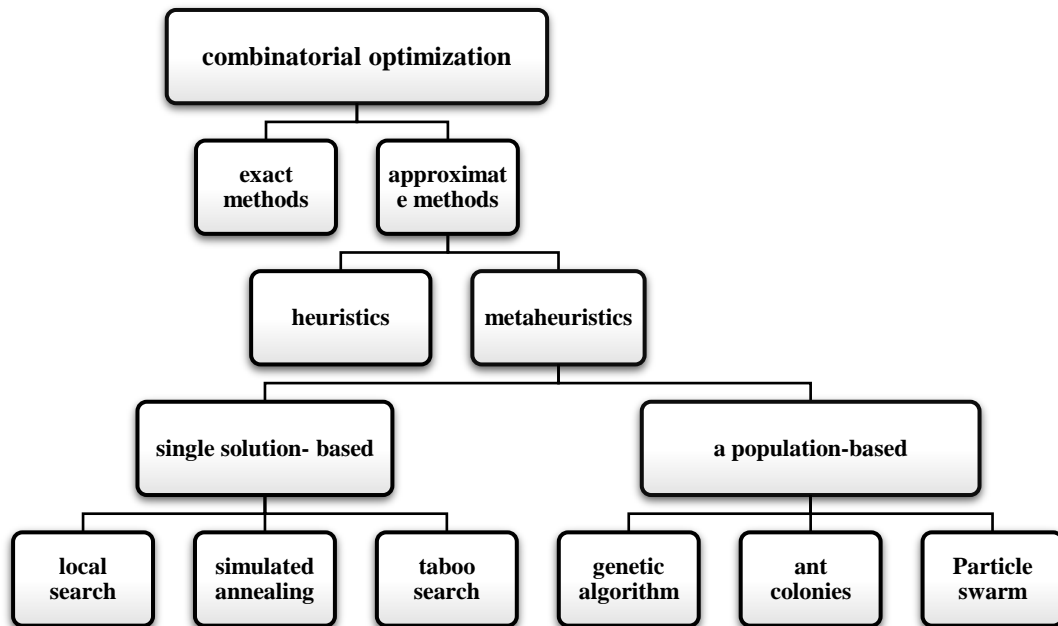 combinatorial optimization
exact
methods
approximat
e methods
heuristics
metaheuristics
single solution- based
a population-based
local
search
simulated
annealing
taboo
search
genetic
algorithm
ant
colonies
Particle
swarm